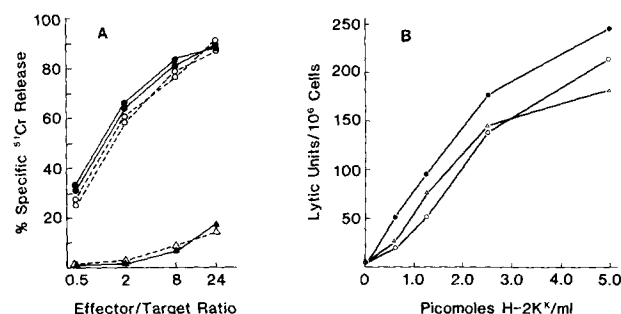 A
100
80
60
40
20
% Specific ⁵¹Cr Release
0.5 2 8 24
Effector/Target Ratio
B
250
200
150
100
50
Lytic Units/10⁶ Cells
0.0 1.0 2.0 3.0 4.0 5.0
Picomoles H-2Kᵏ/ml